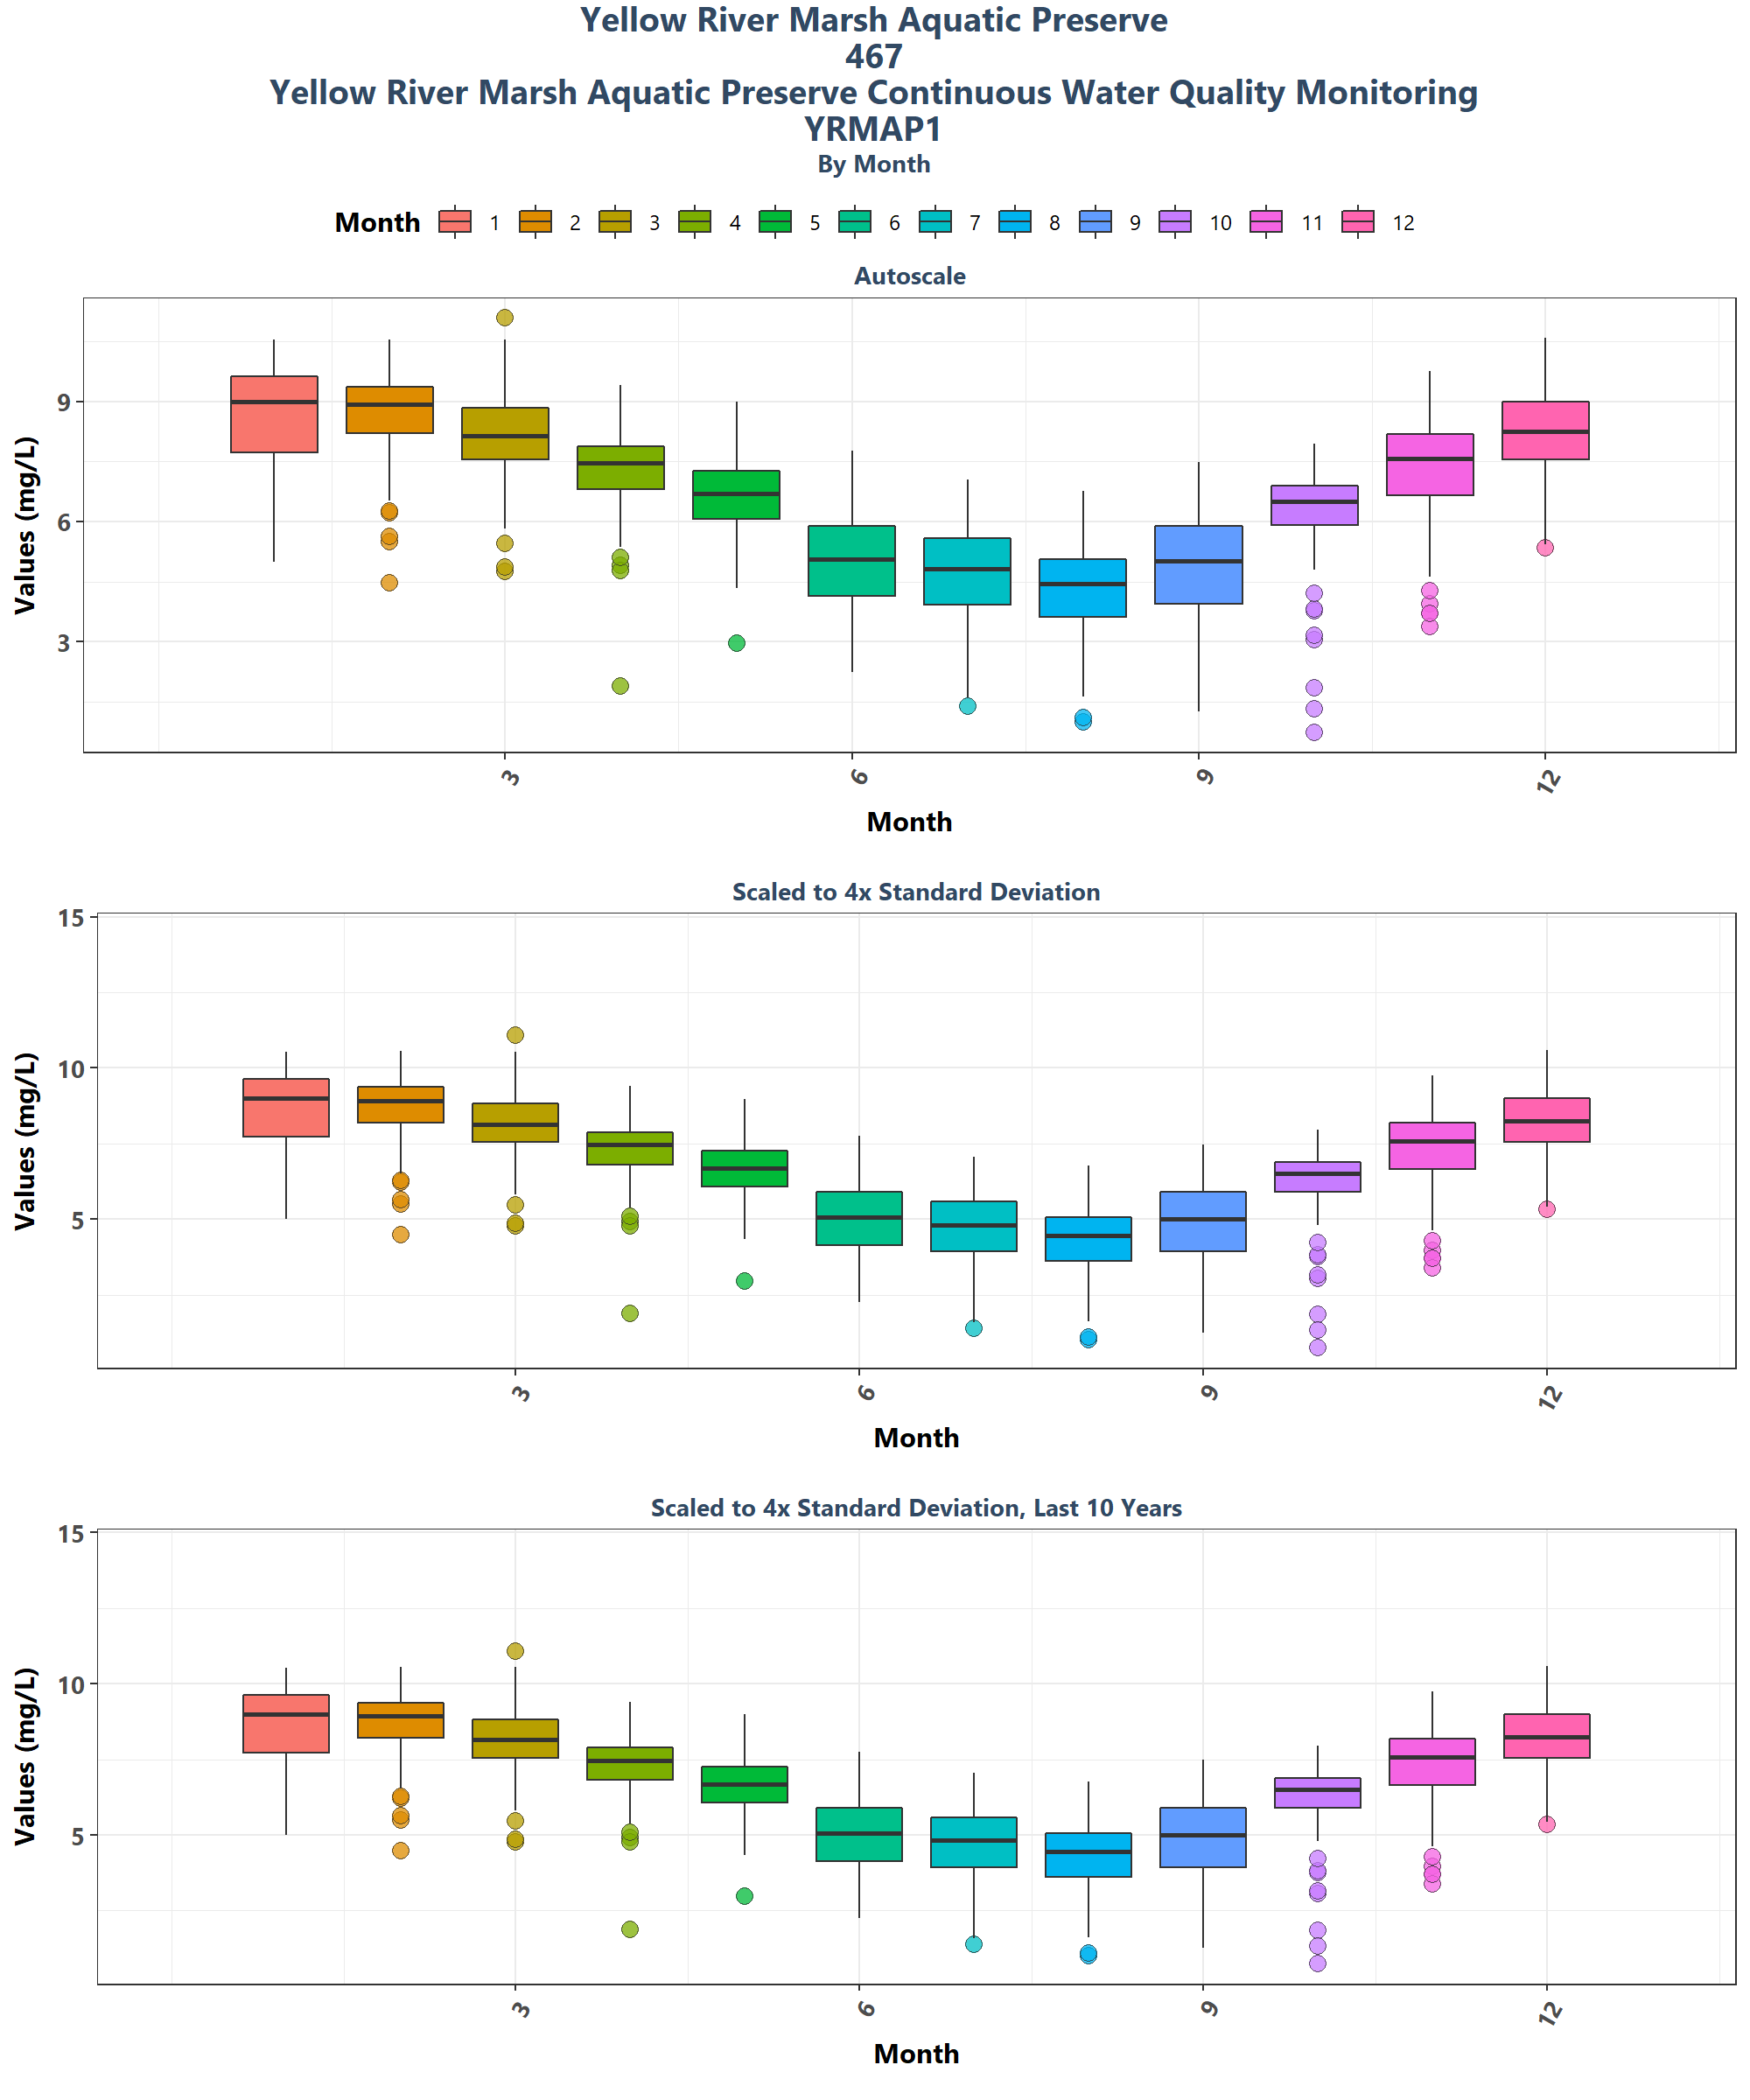 Yellow River Marsh Aquatic Preserve
467
Yellow River Marsh Aquatic Preserve Continuous Water Quality Monitoring
YRMAP1
By Month
Month 1 2 3 4 5 6 7 8 9 10 11 12
Autoscale
Values (mg/L)
9
6
3
3 6 9 12
Month
Scaled to 4x Standard Deviation
Values (mg/L)
15
10
5
3 6 9 12
Month
Scaled to 4x Standard Deviation, Last 10 Years
Values (mg/L)
15
10
5
3 6 9 12
Month